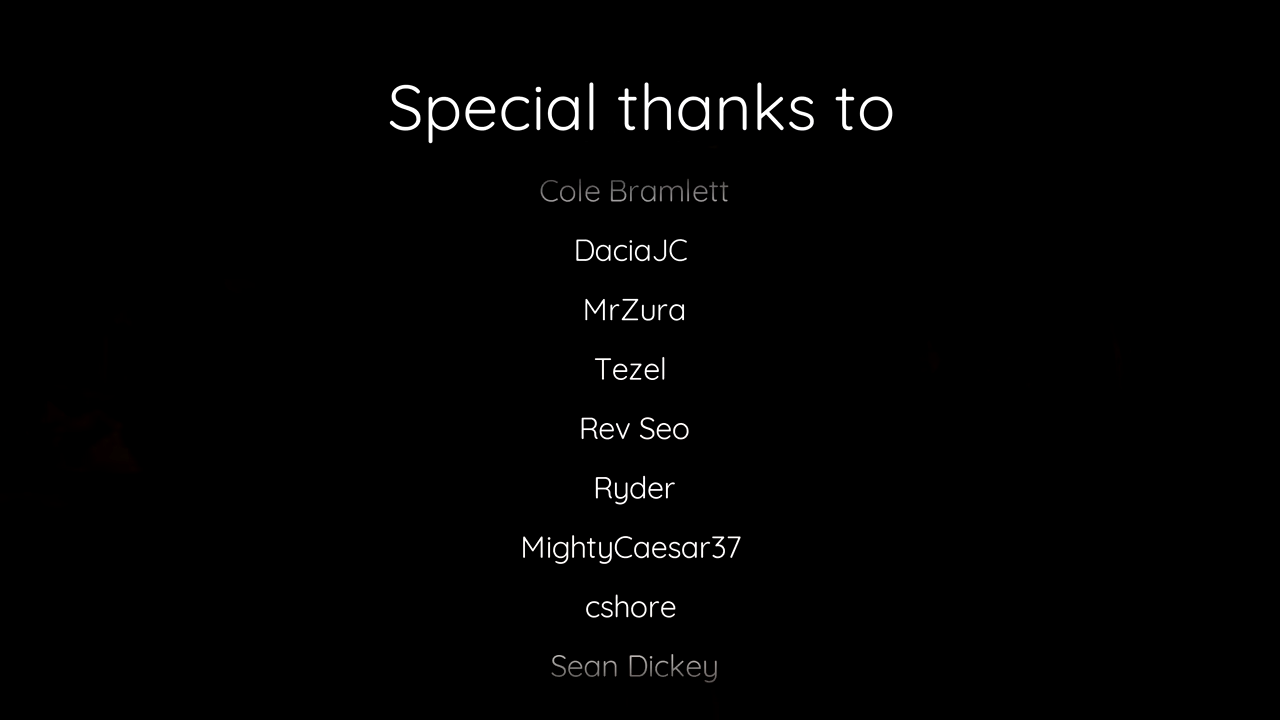 Special thanks to
Cole Bramlett
DaciaJC
MrZura
Tezel
Rev Seo
Ryder
MightyCaesar37
cshore
Sean Dickey